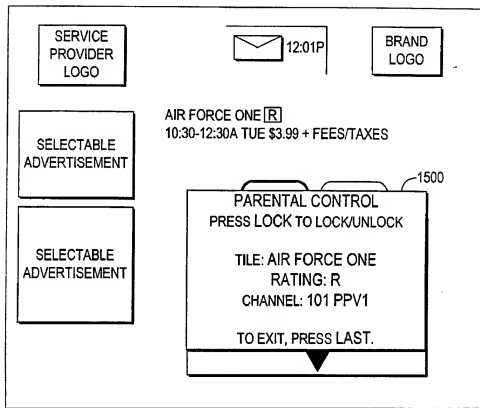 SERVICE
PROVIDER
LOGO
12:01P
BRAND
LOGO
SELECTABLE
ADVERTISEMENT
AIR FORCE ONE R
10:30-12:30A TUE $3.99 + FEES/TAXES
1500
PARENTAL CONTROL
PRESS LOCK TO LOCK/UNLOCK
TILE: AIR FORCE ONE
RATING: R
CHANNEL: 101 PPV1
TO EXIT, PRESS LAST.
SELECTABLE
ADVERTISEMENT